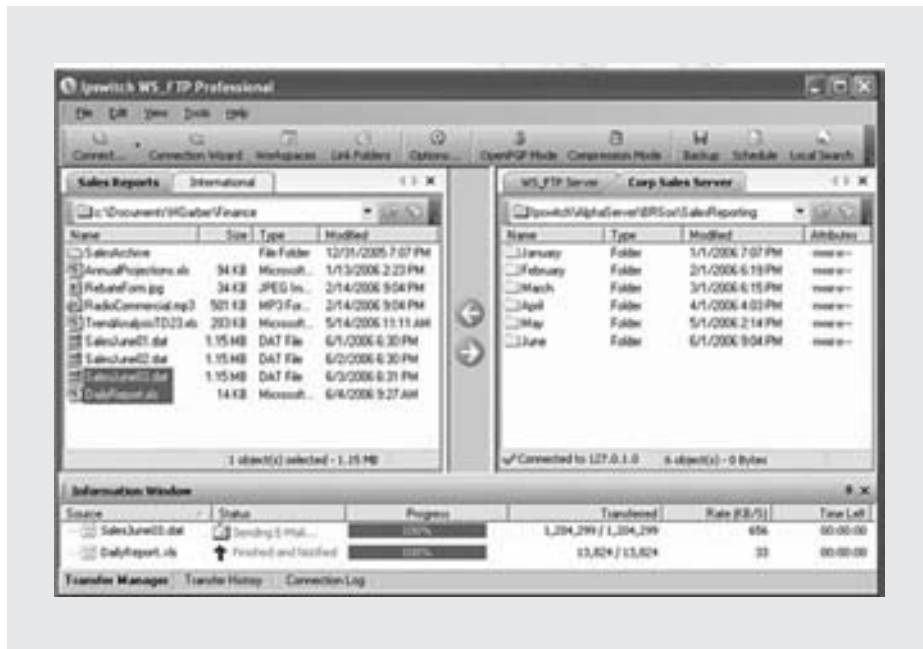 Ipswitch WS_FTP Professional
File Edit View Tools Help
Connect... Connection Wizard Workspaces Link Folders Options... OpenPGP Mode Compression Mode Backup Schedule Local Search
Sales Reports International
WS_FTP Server Corp Sales Server
Name Size Type Modified
Name Type Modified Attributes
SalesArchive File Folder 12/31/2005 7:07 PM
AnnualProjections.xls 94 KB Microsoft... 1/13/2006 2:23 PM
RebateForm.jpg 34 KB JPEG Im... 2/14/2006 9:04 PM
RadioCommercial.mp3 501 KB MP3 For... 2/14/2006 9:04 PM
TrendAnalysisTD23.xls 203 KB Microsoft... 5/14/2006 11:11 AM
SalesJune01.dat 1.15 MB DAT File 6/1/2006 6:30 PM
SalesJune02.dat 1.15 MB DAT File 6/2/2006 6:30 PM
SalesJune03.dat 1.15 MB DAT File 6/3/2006 6:31 PM
DailyReport.xls 14 KB Microsoft... 6/4/2006 9:27 AM
January Folder 1/1/2006 7:07 PM
February Folder 2/1/2006 6:19 PM
March Folder 3/1/2006 6:15 PM
April Folder 4/1/2006 4:03 PM
May Folder 5/1/2006 2:14 PM
June Folder 6/1/2006 9:04 PM
1 object(s) selected - 1.15 MB
Connected to 127.0.1.0 6 object(s) - 0 Bytes
Information Window
Source Status Progress Transferred Rate (KB/S) Time Left
SalesJune03.dat Sending E-Mail... 100% 1,204,299 / 1,204,299 656 00:00:00
DailyReport.xls Finished and Notified 100% 13,824 / 13,824 33 00:00:00
Transfer Manager Transfer History Connection Log